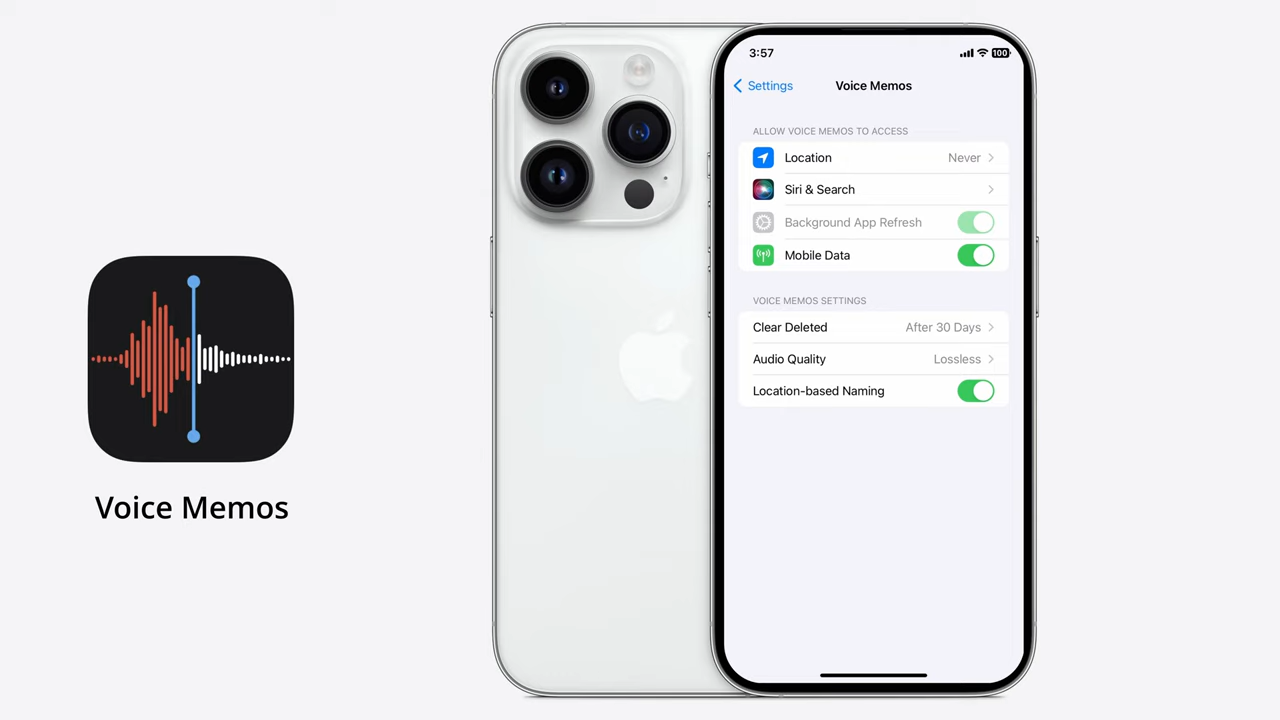 Voice Memos
3:57
100
Settings
Voice Memos
ALLOW VOICE MEMOS TO ACCESS
Location Never
Siri & Search
Background App Refresh
Mobile Data
VOICE MEMOS SETTINGS
Clear Deleted After 30 Days
Audio Quality Lossless
Location-based Naming